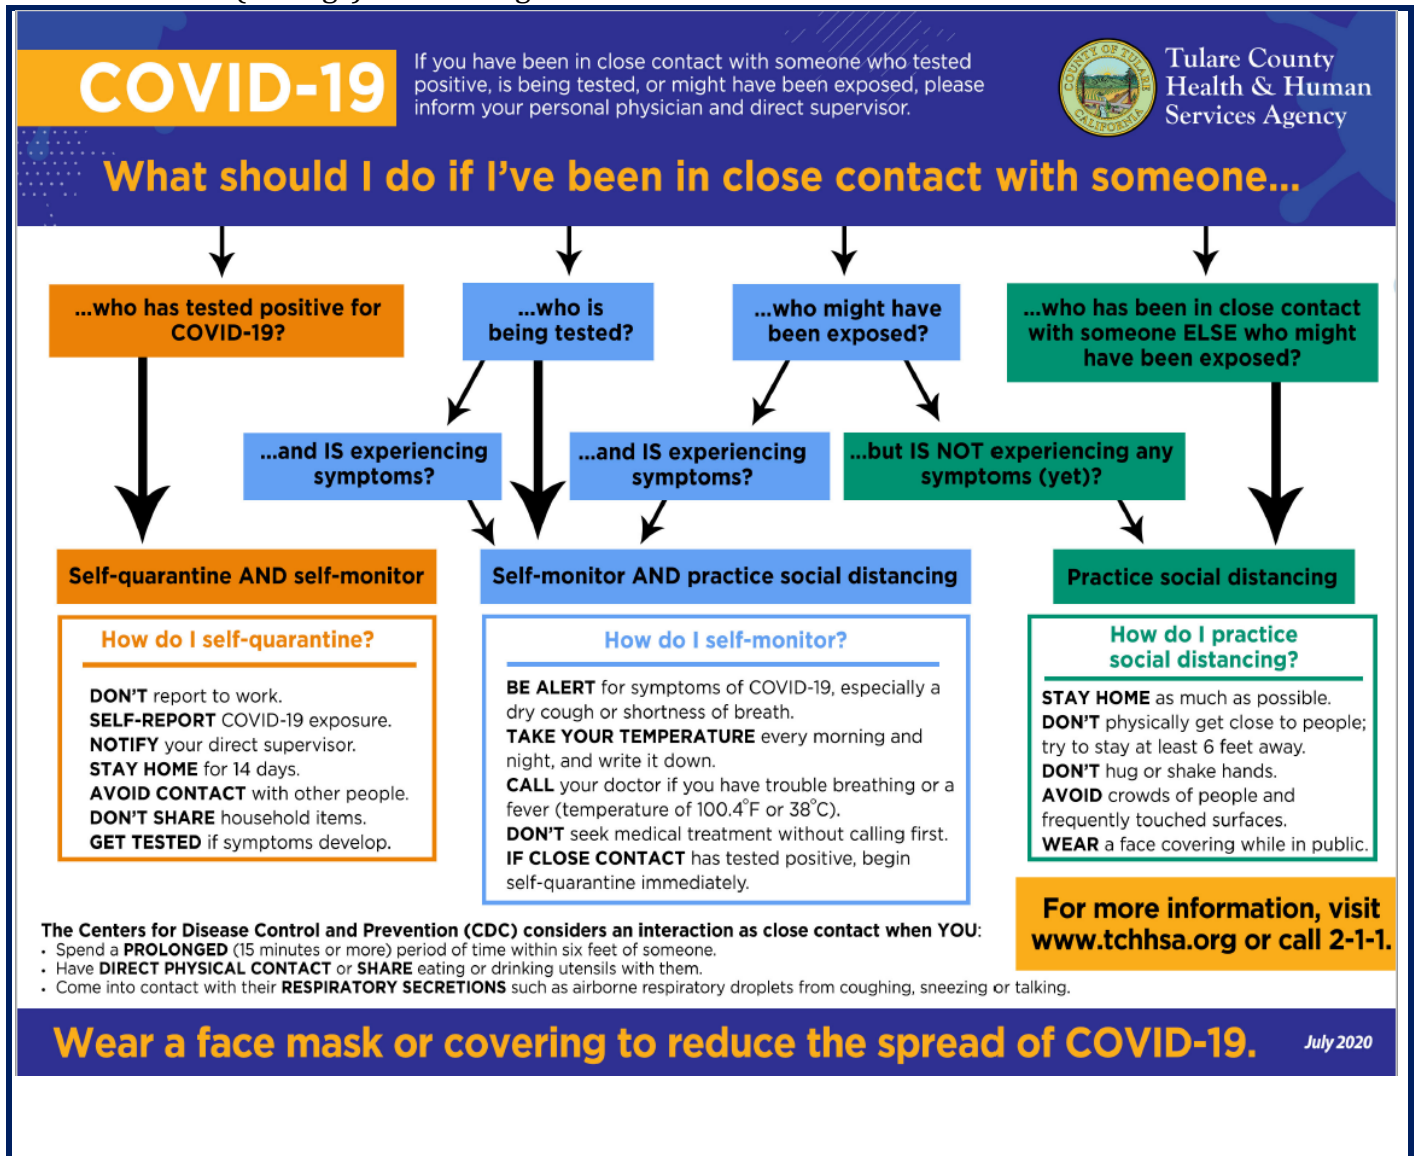 COVID-19
If you have been in close contact with someone who tested
positive, is being tested, or might have been exposed, please
inform your personal physician and direct supervisor.
COUNTY OF TULARE
CALIFORNIA
Tulare County
Health & Human
Services Agency
What should I do if I've been in close contact with someone...
...who has tested positive for
COVID-19?
...who is
being tested?
...who might have
been exposed?
...who has been in close contact
with someone ELSE who might
have been exposed?
...and IS experiencing
symptoms?
...and IS experiencing
symptoms?
...but IS NOT experiencing any
symptoms (yet)?
Self-quarantine AND self-monitor
How do I self-quarantine?
DON'T report to work.
SELF-REPORT COVID-19 exposure.
NOTIFY your direct supervisor.
STAY HOME for 14 days.
AVOID CONTACT with other people.
DON'T SHARE household items.
GET TESTED if symptoms develop.
Self-monitor AND practice social distancing
How do I self-monitor?
BE ALERT for symptoms of COVID-19, especially a
dry cough or shortness of breath.
TAKE YOUR TEMPERATURE every morning and
night, and write it down.
CALL your doctor if you have trouble breathing or a
fever (temperature of 100.4°F or 38°C).
DON'T seek medical treatment without calling first.
IF CLOSE CONTACT has tested positive, begin
self-quarantine immediately.
Practice social distancing
How do I practice
social distancing?
STAY HOME as much as possible.
DON'T physically get close to people;
try to stay at least 6 feet away.
DON'T hug or shake hands.
AVOID crowds of people and
frequently touched surfaces.
WEAR a face covering while in public.
For more information, visit
www.tchhsa.org or call 2-1-1.
The Centers for Disease Control and Prevention (CDC) considers an interaction as close contact when YOU:
• Spend a PROLONGED (15 minutes or more) period of time within six feet of someone.
• Have DIRECT PHYSICAL CONTACT or SHARE eating or drinking utensils with them.
• Come into contact with their RESPIRATORY SECRETIONS such as airborne respiratory droplets from coughing, sneezing or talking.
Wear a face mask or covering to reduce the spread of COVID-19.
July 2020